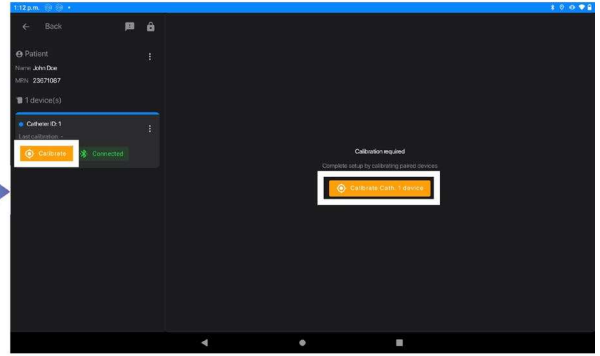 1:12 p.m.
Back
Patient
Name John Doe
MRN 23671087
1 device(s)
Catheter ID: 1
Last calibration -
Calibrate
Connected
Calibration required
Complete setup by calibrating paired devices
Calibrate Cath. 1 device